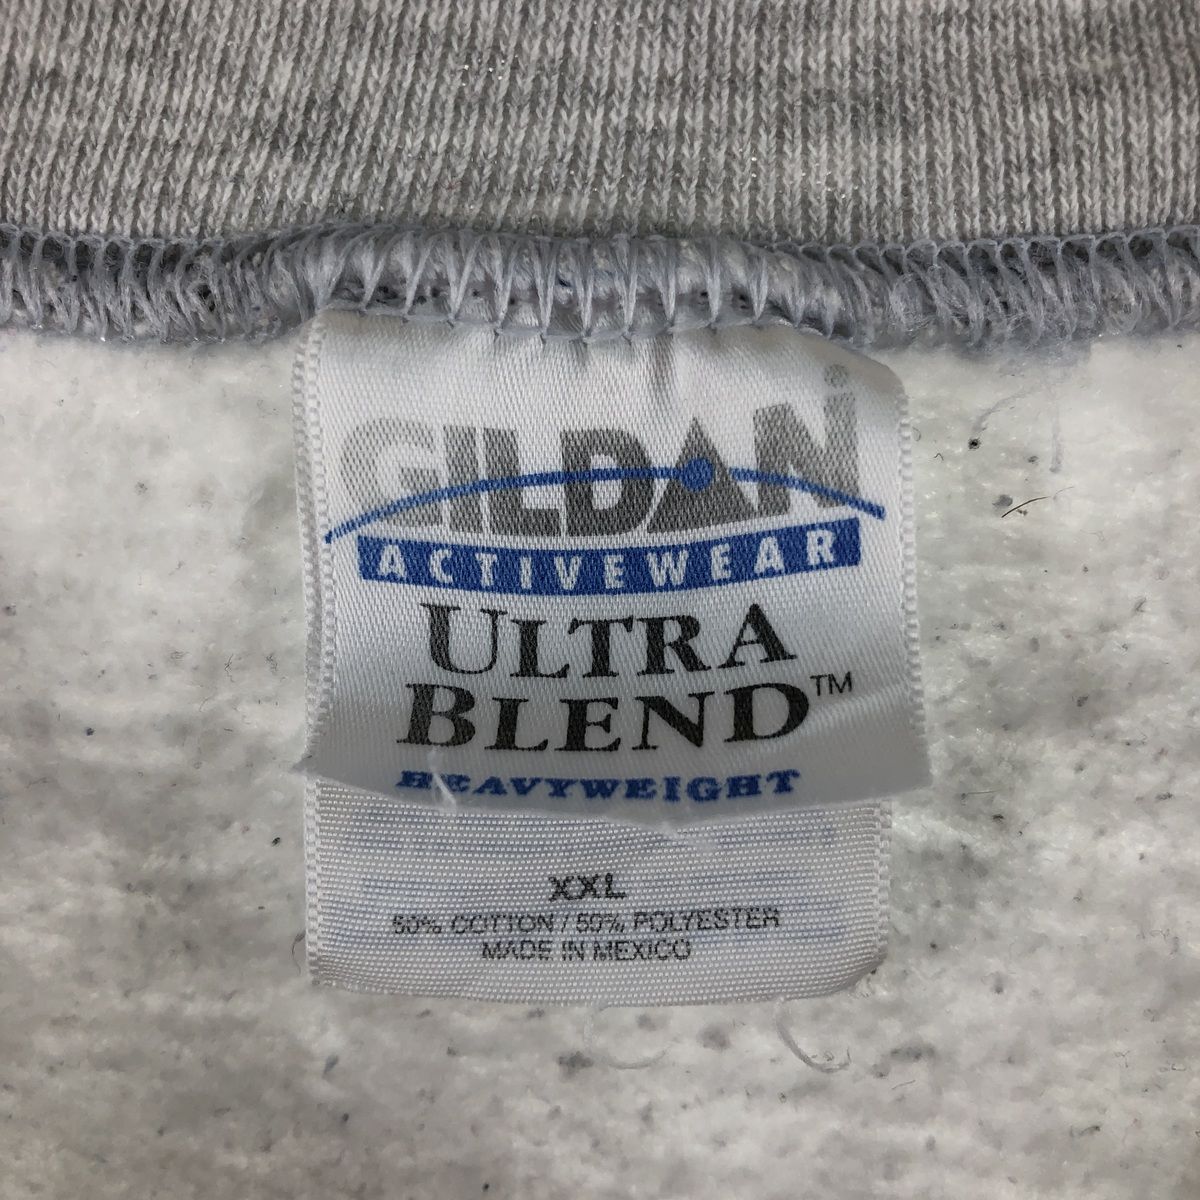 GILDAN
ACTIVEWEAR
ULTRA
BLEND™
HEAVYWEIGHT
XXL
50% COTTON / 50% POLYESTER
MADE IN MEXICO